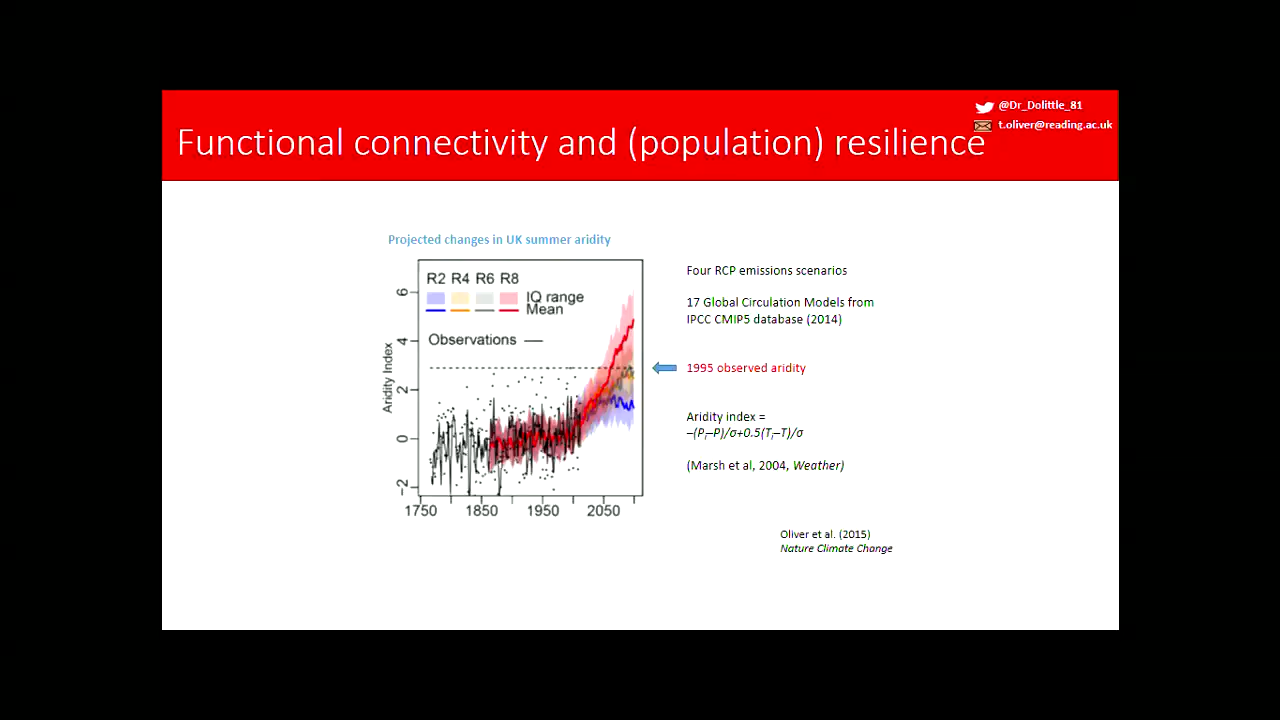 @Dr_Dolittle_81
t.oliver@reading.ac.uk
Functional connectivity and (population) resilience
Projected changes in UK summer aridity
R2 R4 R6 R8
IQ range
Mean
Observations
Aridity Index
6
4
2
0
−2
1750 1850 1950 2050
Four RCP emissions scenarios
17 Global Circulation Models from
IPCC CMIP5 database (2014)
1995 observed aridity
Aridity index =
–(Pᵢ–P)/σ+0.5(Tᵢ–T)/σ
(Marsh et al, 2004, Weather)
Oliver et al. (2015)
Nature Climate Change